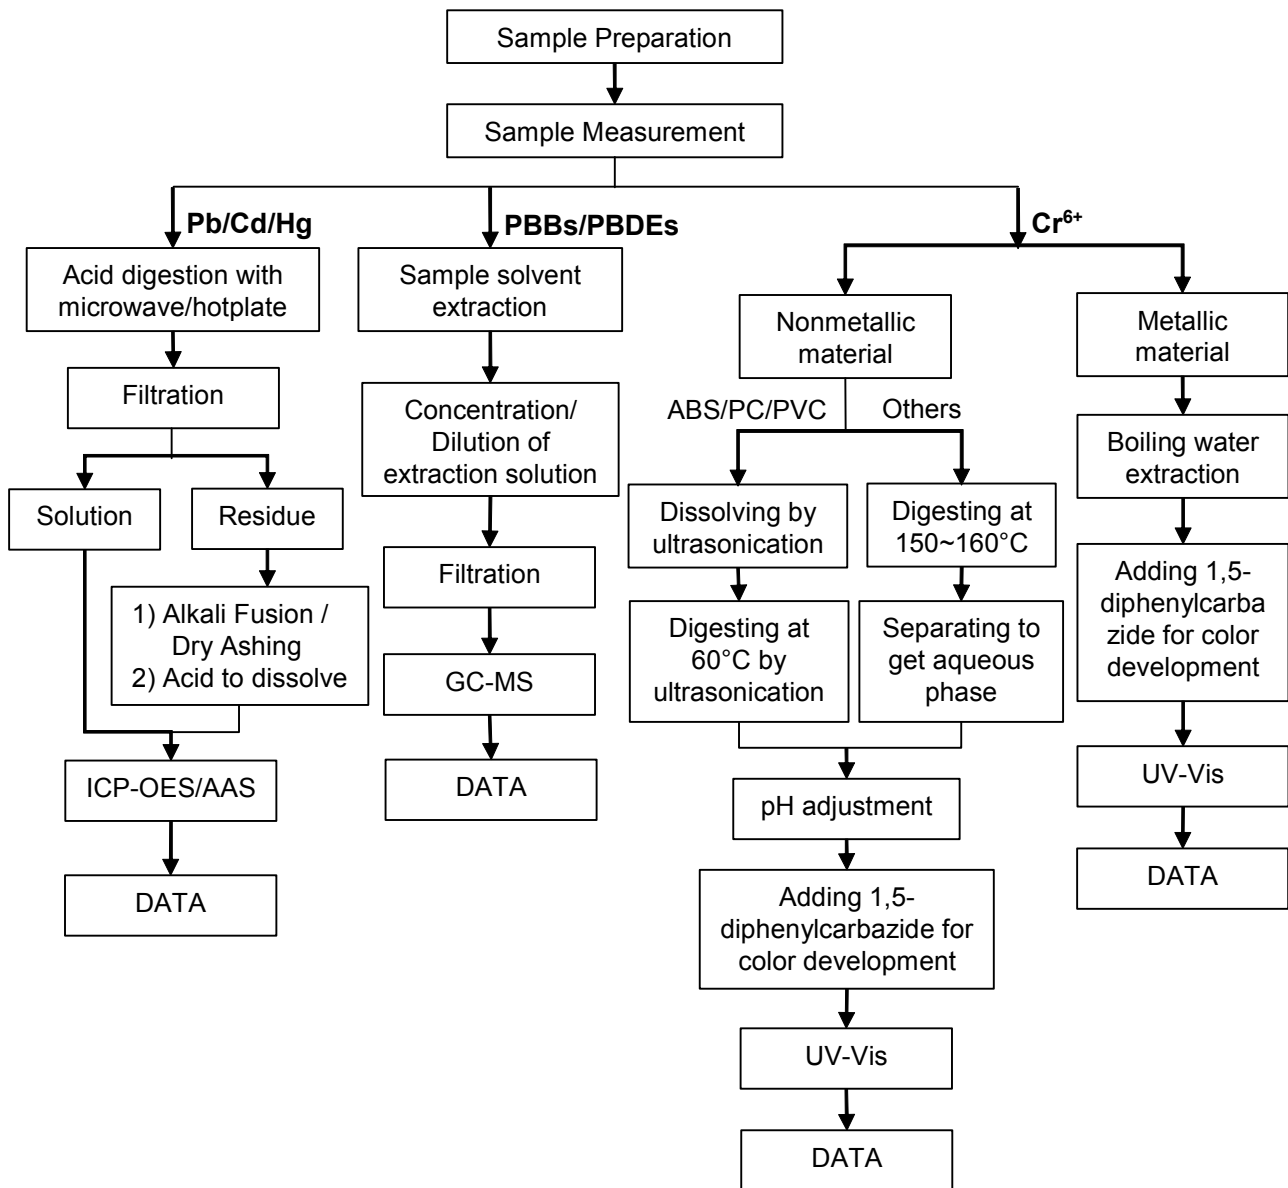 Sample Preparation
Sample Measurement
Pb/Cd/Hg
Acid digestion with
microwave/hotplate
Filtration
Solution
Residue
1) Alkali Fusion /
Dry Ashing
2) Acid to dissolve
ICP-OES/AAS
DATA
PBBs/PBDEs
Sample solvent
extraction
Concentration/
Dilution of
extraction solution
Filtration
GC-MS
DATA
Cr⁶⁺
Nonmetallic
material
ABS/PC/PVC
Others
Dissolving by
ultrasonication
Digesting at
60°C by
ultrasonication
Digesting at
150~160°C
Separating to
get aqueous
phase
pH adjustment
Adding 1,5-
diphenylcarbazide for
color development
UV-Vis
DATA
Metallic
material
Boiling water
extraction
Adding 1,5-
diphenylcarba
zide for color
development
UV-Vis
DATA